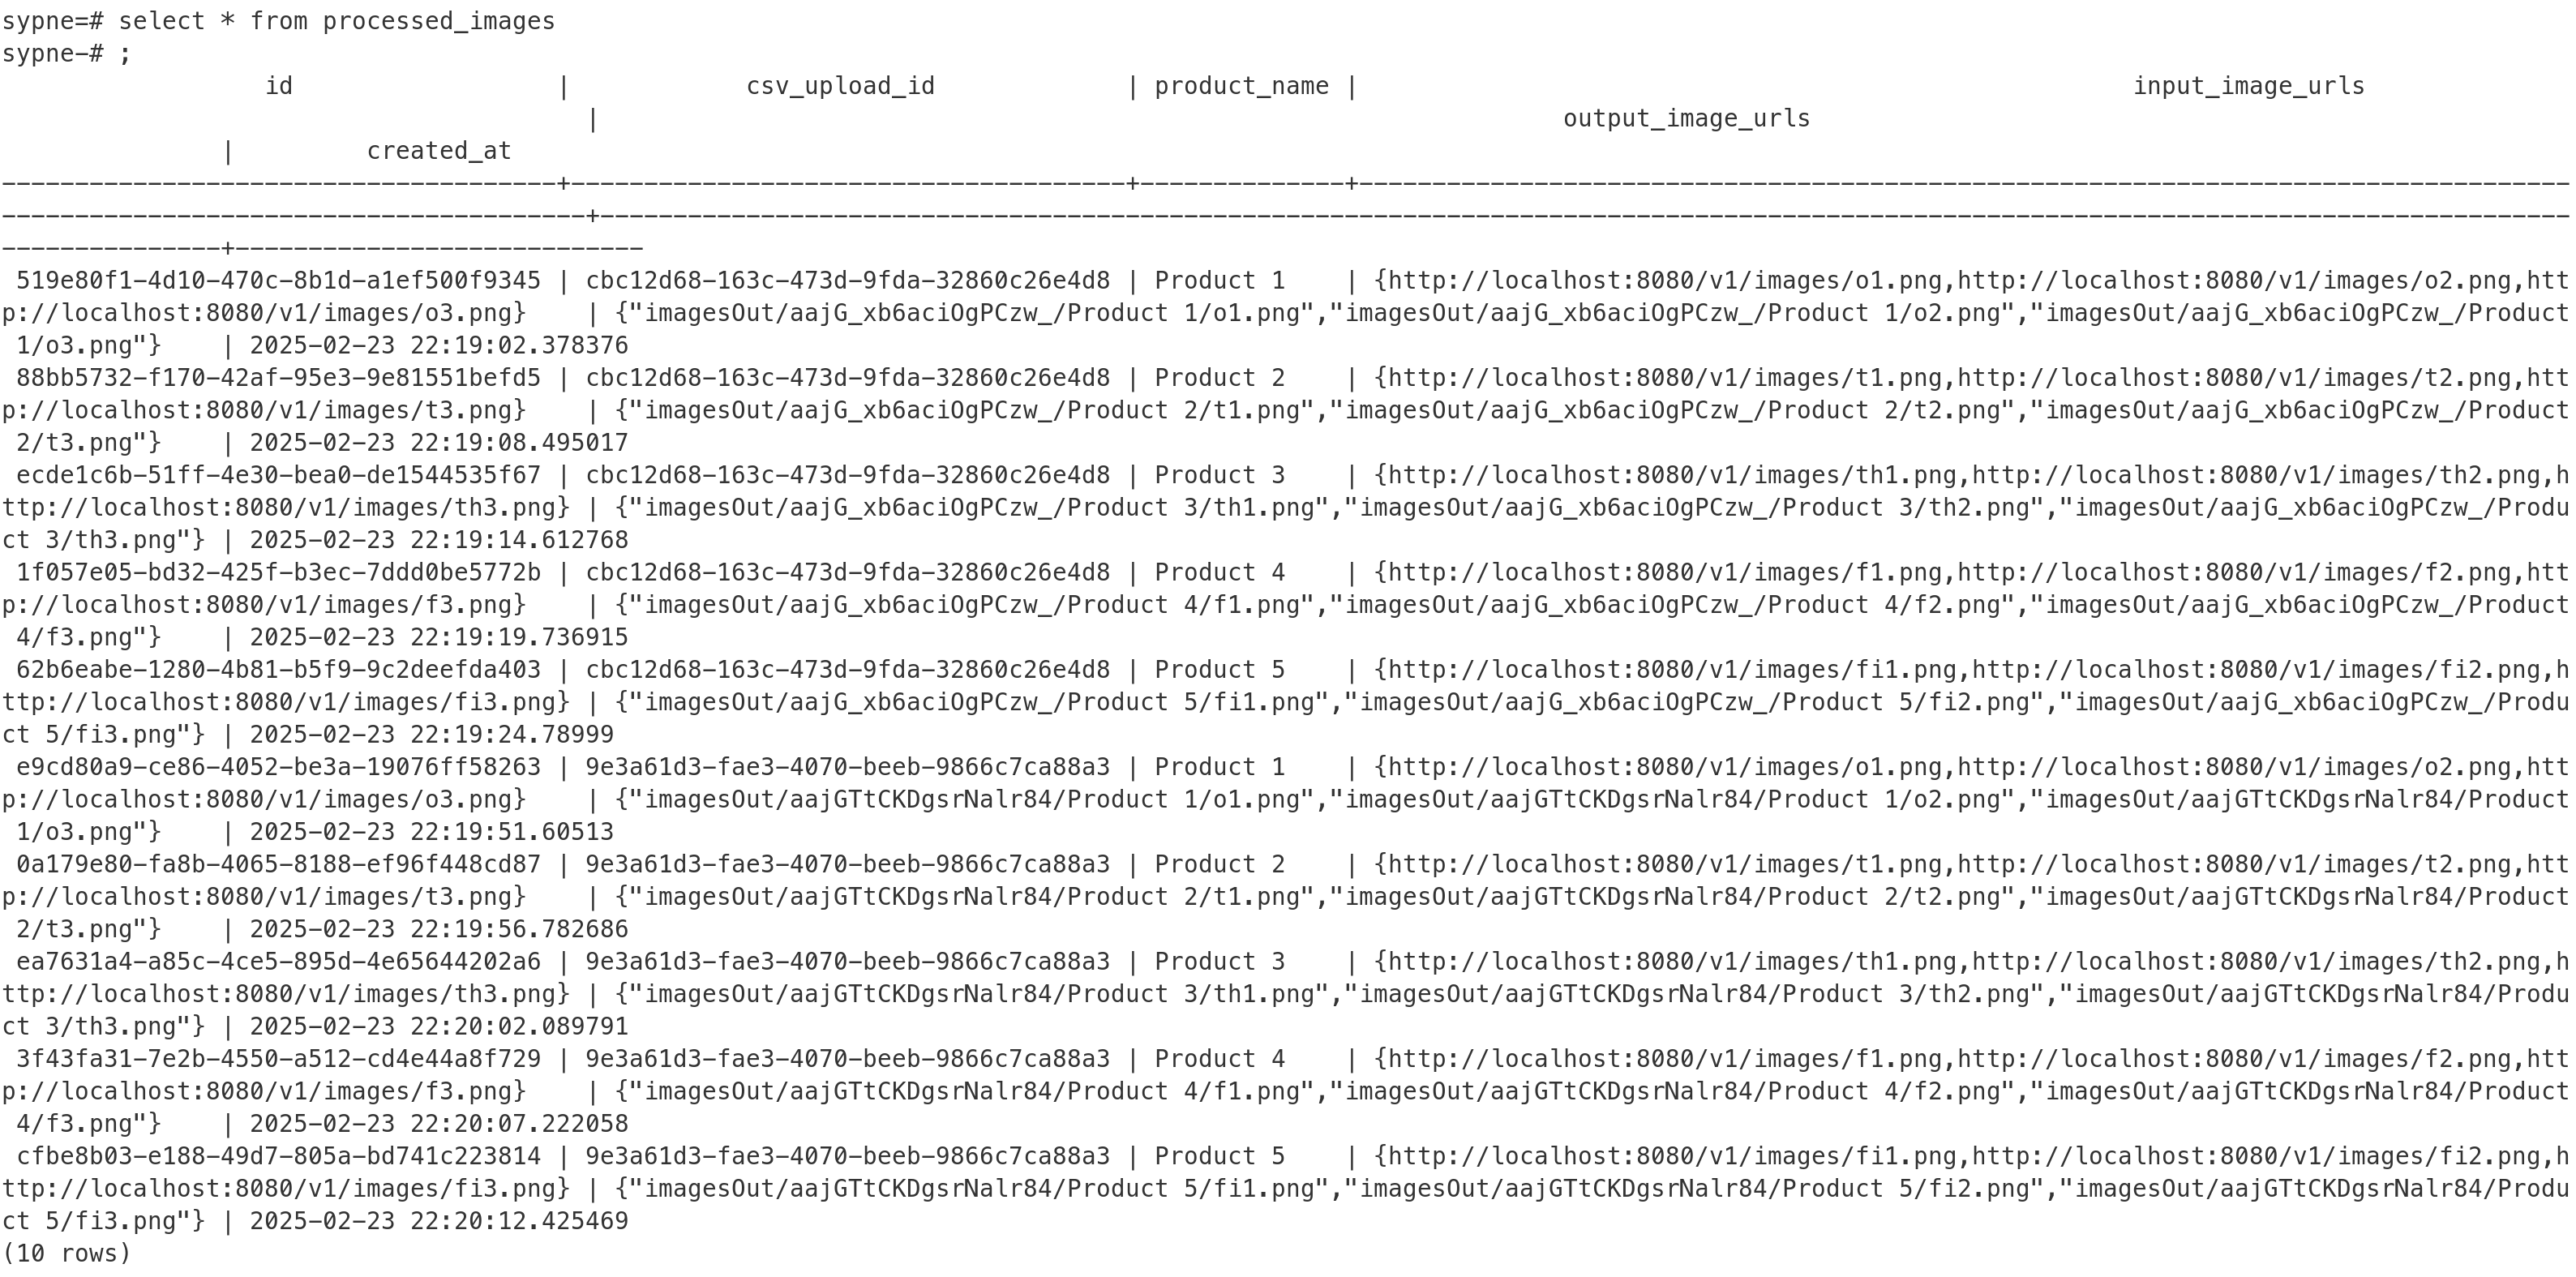 sypne=# select * from processed_images
sypne-# ;
                  id                  |            csv_upload_id             | product_name |                                                     input_image_urls
                                        |                                                                  output_image_urls
               |         created_at
--------------------------------------+--------------------------------------+--------------+-----------------------------------------------------------------------------------
----------------------------------------+---------------------------------------------------------------------------------------------------------------------------------------
---------------+----------------------------
 519e80f1-4d10-470c-8b1d-a1ef500f9345 | cbc12d68-163c-473d-9fda-32860c26e4d8 | Product 1    | {http://localhost:8080/v1/images/o1.png,http://localhost:8080/v1/images/o2.png,htt
p://localhost:8080/v1/images/o3.png}    | {"imagesOut/aajG_xb6aciOgPCzw_/Product 1/o1.png","imagesOut/aajG_xb6aciOgPCzw_/Product 1/o2.png","imagesOut/aajG_xb6aciOgPCzw_/Product
 1/o3.png"}    | 2025-02-23 22:19:02.378376
 88bb5732-f170-42af-95e3-9e81551befd5 | cbc12d68-163c-473d-9fda-32860c26e4d8 | Product 2    | {http://localhost:8080/v1/images/t1.png,http://localhost:8080/v1/images/t2.png,htt
p://localhost:8080/v1/images/t3.png}    | {"imagesOut/aajG_xb6aciOgPCzw_/Product 2/t1.png","imagesOut/aajG_xb6aciOgPCzw_/Product 2/t2.png","imagesOut/aajG_xb6aciOgPCzw_/Product
 2/t3.png"}    | 2025-02-23 22:19:08.495017
 ecde1c6b-51ff-4e30-bea0-de1544535f67 | cbc12d68-163c-473d-9fda-32860c26e4d8 | Product 3    | {http://localhost:8080/v1/images/th1.png,http://localhost:8080/v1/images/th2.png,h
ttp://localhost:8080/v1/images/th3.png} | {"imagesOut/aajG_xb6aciOgPCzw_/Product 3/th1.png","imagesOut/aajG_xb6aciOgPCzw_/Product 3/th2.png","imagesOut/aajG_xb6aciOgPCzw_/Produ
ct 3/th3.png"} | 2025-02-23 22:19:14.612768
 1f057e05-bd32-425f-b3ec-7ddd0be5772b | cbc12d68-163c-473d-9fda-32860c26e4d8 | Product 4    | {http://localhost:8080/v1/images/f1.png,http://localhost:8080/v1/images/f2.png,htt
p://localhost:8080/v1/images/f3.png}    | {"imagesOut/aajG_xb6aciOgPCzw_/Product 4/f1.png","imagesOut/aajG_xb6aciOgPCzw_/Product 4/f2.png","imagesOut/aajG_xb6aciOgPCzw_/Product
 4/f3.png"}    | 2025-02-23 22:19:19.736915
 62b6eabe-1280-4b81-b5f9-9c2deefda403 | cbc12d68-163c-473d-9fda-32860c26e4d8 | Product 5    | {http://localhost:8080/v1/images/fi1.png,http://localhost:8080/v1/images/fi2.png,h
ttp://localhost:8080/v1/images/fi3.png} | {"imagesOut/aajG_xb6aciOgPCzw_/Product 5/fi1.png","imagesOut/aajG_xb6aciOgPCzw_/Product 5/fi2.png","imagesOut/aajG_xb6aciOgPCzw_/Produ
ct 5/fi3.png"} | 2025-02-23 22:19:24.78999
 e9cd80a9-ce86-4052-be3a-19076ff58263 | 9e3a61d3-fae3-4070-beeb-9866c7ca88a3 | Product 1    | {http://localhost:8080/v1/images/o1.png,http://localhost:8080/v1/images/o2.png,htt
p://localhost:8080/v1/images/o3.png}    | {"imagesOut/aajGTtCKDgsrNalr84/Product 1/o1.png","imagesOut/aajGTtCKDgsrNalr84/Product 1/o2.png","imagesOut/aajGTtCKDgsrNalr84/Product
 1/o3.png"}    | 2025-02-23 22:19:51.60513
 0a179e80-fa8b-4065-8188-ef96f448cd87 | 9e3a61d3-fae3-4070-beeb-9866c7ca88a3 | Product 2    | {http://localhost:8080/v1/images/t1.png,http://localhost:8080/v1/images/t2.png,htt
p://localhost:8080/v1/images/t3.png}    | {"imagesOut/aajGTtCKDgsrNalr84/Product 2/t1.png","imagesOut/aajGTtCKDgsrNalr84/Product 2/t2.png","imagesOut/aajGTtCKDgsrNalr84/Product
 2/t3.png"}    | 2025-02-23 22:19:56.782686
 ea7631a4-a85c-4ce5-895d-4e65644202a6 | 9e3a61d3-fae3-4070-beeb-9866c7ca88a3 | Product 3    | {http://localhost:8080/v1/images/th1.png,http://localhost:8080/v1/images/th2.png,h
ttp://localhost:8080/v1/images/th3.png} | {"imagesOut/aajGTtCKDgsrNalr84/Product 3/th1.png","imagesOut/aajGTtCKDgsrNalr84/Product 3/th2.png","imagesOut/aajGTtCKDgsrNalr84/Produ
ct 3/th3.png"} | 2025-02-23 22:20:02.089791
 3f43fa31-7e2b-4550-a512-cd4e44a8f729 | 9e3a61d3-fae3-4070-beeb-9866c7ca88a3 | Product 4    | {http://localhost:8080/v1/images/f1.png,http://localhost:8080/v1/images/f2.png,htt
p://localhost:8080/v1/images/f3.png}    | {"imagesOut/aajGTtCKDgsrNalr84/Product 4/f1.png","imagesOut/aajGTtCKDgsrNalr84/Product 4/f2.png","imagesOut/aajGTtCKDgsrNalr84/Product
 4/f3.png"}    | 2025-02-23 22:20:07.222058
 cfbe8b03-e188-49d7-805a-bd741c223814 | 9e3a61d3-fae3-4070-beeb-9866c7ca88a3 | Product 5    | {http://localhost:8080/v1/images/fi1.png,http://localhost:8080/v1/images/fi2.png,h
ttp://localhost:8080/v1/images/fi3.png} | {"imagesOut/aajGTtCKDgsrNalr84/Product 5/fi1.png","imagesOut/aajGTtCKDgsrNalr84/Product 5/fi2.png","imagesOut/aajGTtCKDgsrNalr84/Produ
ct 5/fi3.png"} | 2025-02-23 22:20:12.425469
(10 rows)